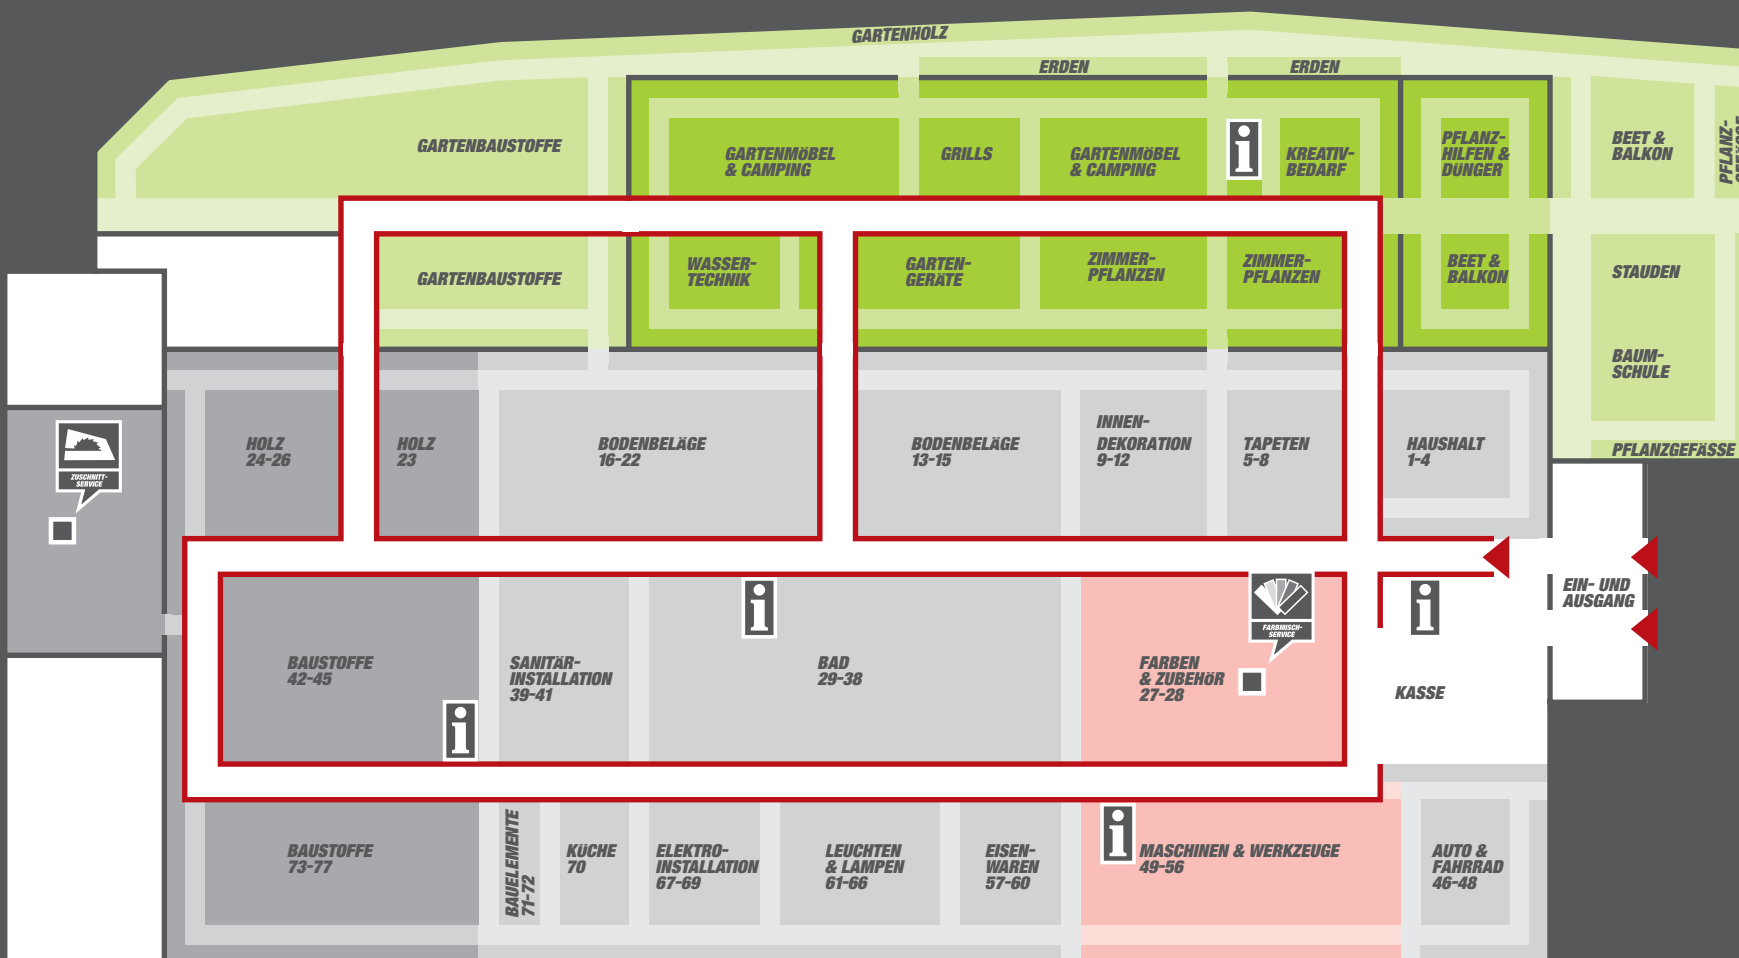 GARTENHOLZ
ERDEN
ERDEN
GARTENBAUSTOFFE
GARTENMÖBEL
& CAMPING
GRILLS
GARTENMÖBEL
& CAMPING
i
KREATIV-
BEDARF
PFLANZ-
HILFEN &
DÜNGER
BEET &
BALKON
PFLANZ-
GARTENBAUSTOFFE
WASSER-
TECHNIK
GARTEN-
GERÄTE
ZIMMER-
PFLANZEN
ZIMMER-
PFLANZEN
BEET &
BALKON
STAUDEN
BAUM-
SCHULE
PFLANZGEFÄSSE
ZUSCHNITT-
SERVICE
HOLZ
24-26
HOLZ
23
BODENBELÄGE
16-22
BODENBELÄGE
13-15
INNEN-
DEKORATION
9-12
TAPETEN
5-8
HAUSHALT
1-4
EIN- UND
AUSGANG
BAUSTOFFE
42-45
i
SANITÄR-
INSTALLATION
39-41
i
BAD
29-38
FARBEN
& ZUBEHÖR
27-28
FARBMISCH-
SERVICE
i
KASSE
BAUSTOFFE
73-77
BAUELEMENTE
71-72
KÜCHE
70
ELEKTRO-
INSTALLATION
67-69
LEUCHTEN
& LAMPEN
61-66
EISEN-
WAREN
57-60
i
MASCHINEN & WERKZEUGE
49-56
AUTO &
FAHRRAD
46-48